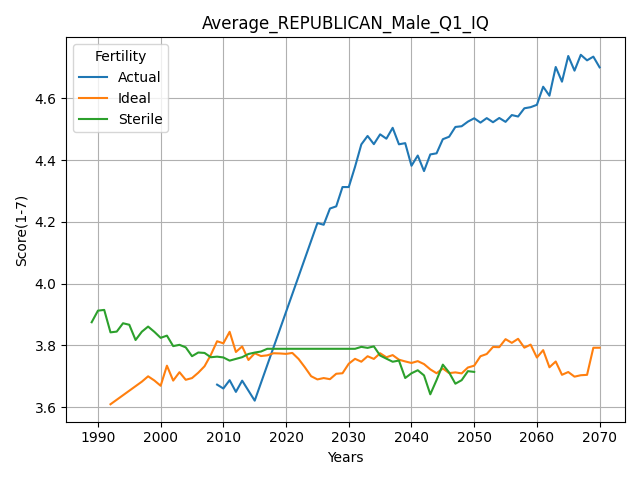 Average_REPUBLICAN_Male_Q1_IQ
Fertility
Actual
Ideal
Sterile
Score(1-7)
4.6
4.4
4.2
4.0
3.8
3.6
1990 2000 2010 2020 2030 2040 2050 2060 2070
Years